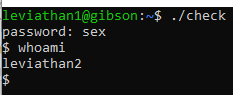 leviathan1@gibson:~$ ./check
password: sex
$ whoami
leviathan2
$